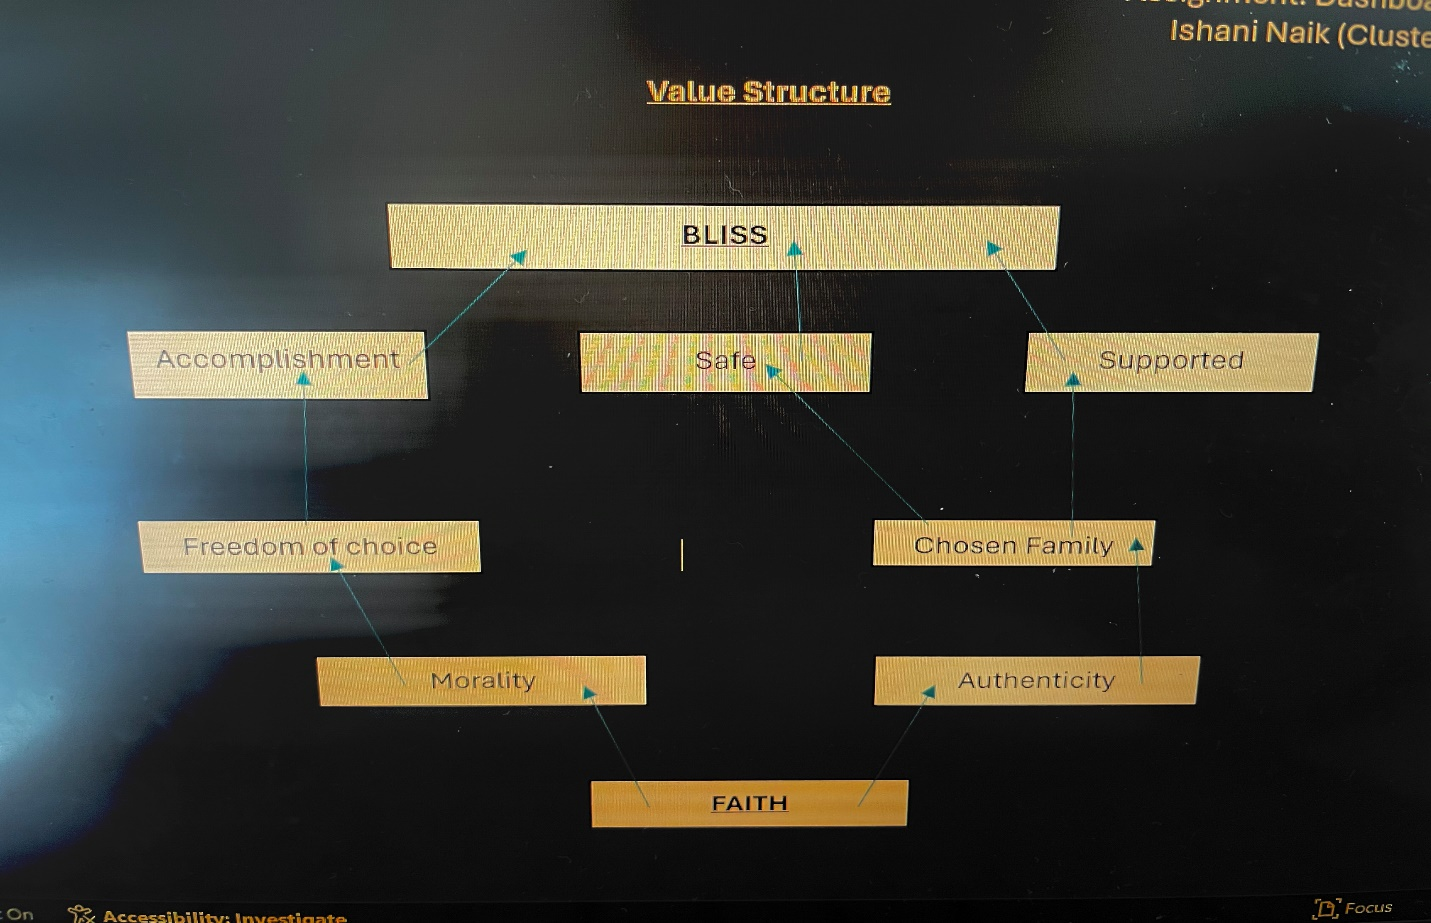 Ishani Naik (Cluste
Value Structure
BLISS
Accomplishment
Safe
Supported
Freedom of choice
Chosen Family
Morality
Authenticity
FAITH
On
Accessibility: Investigate
Focus